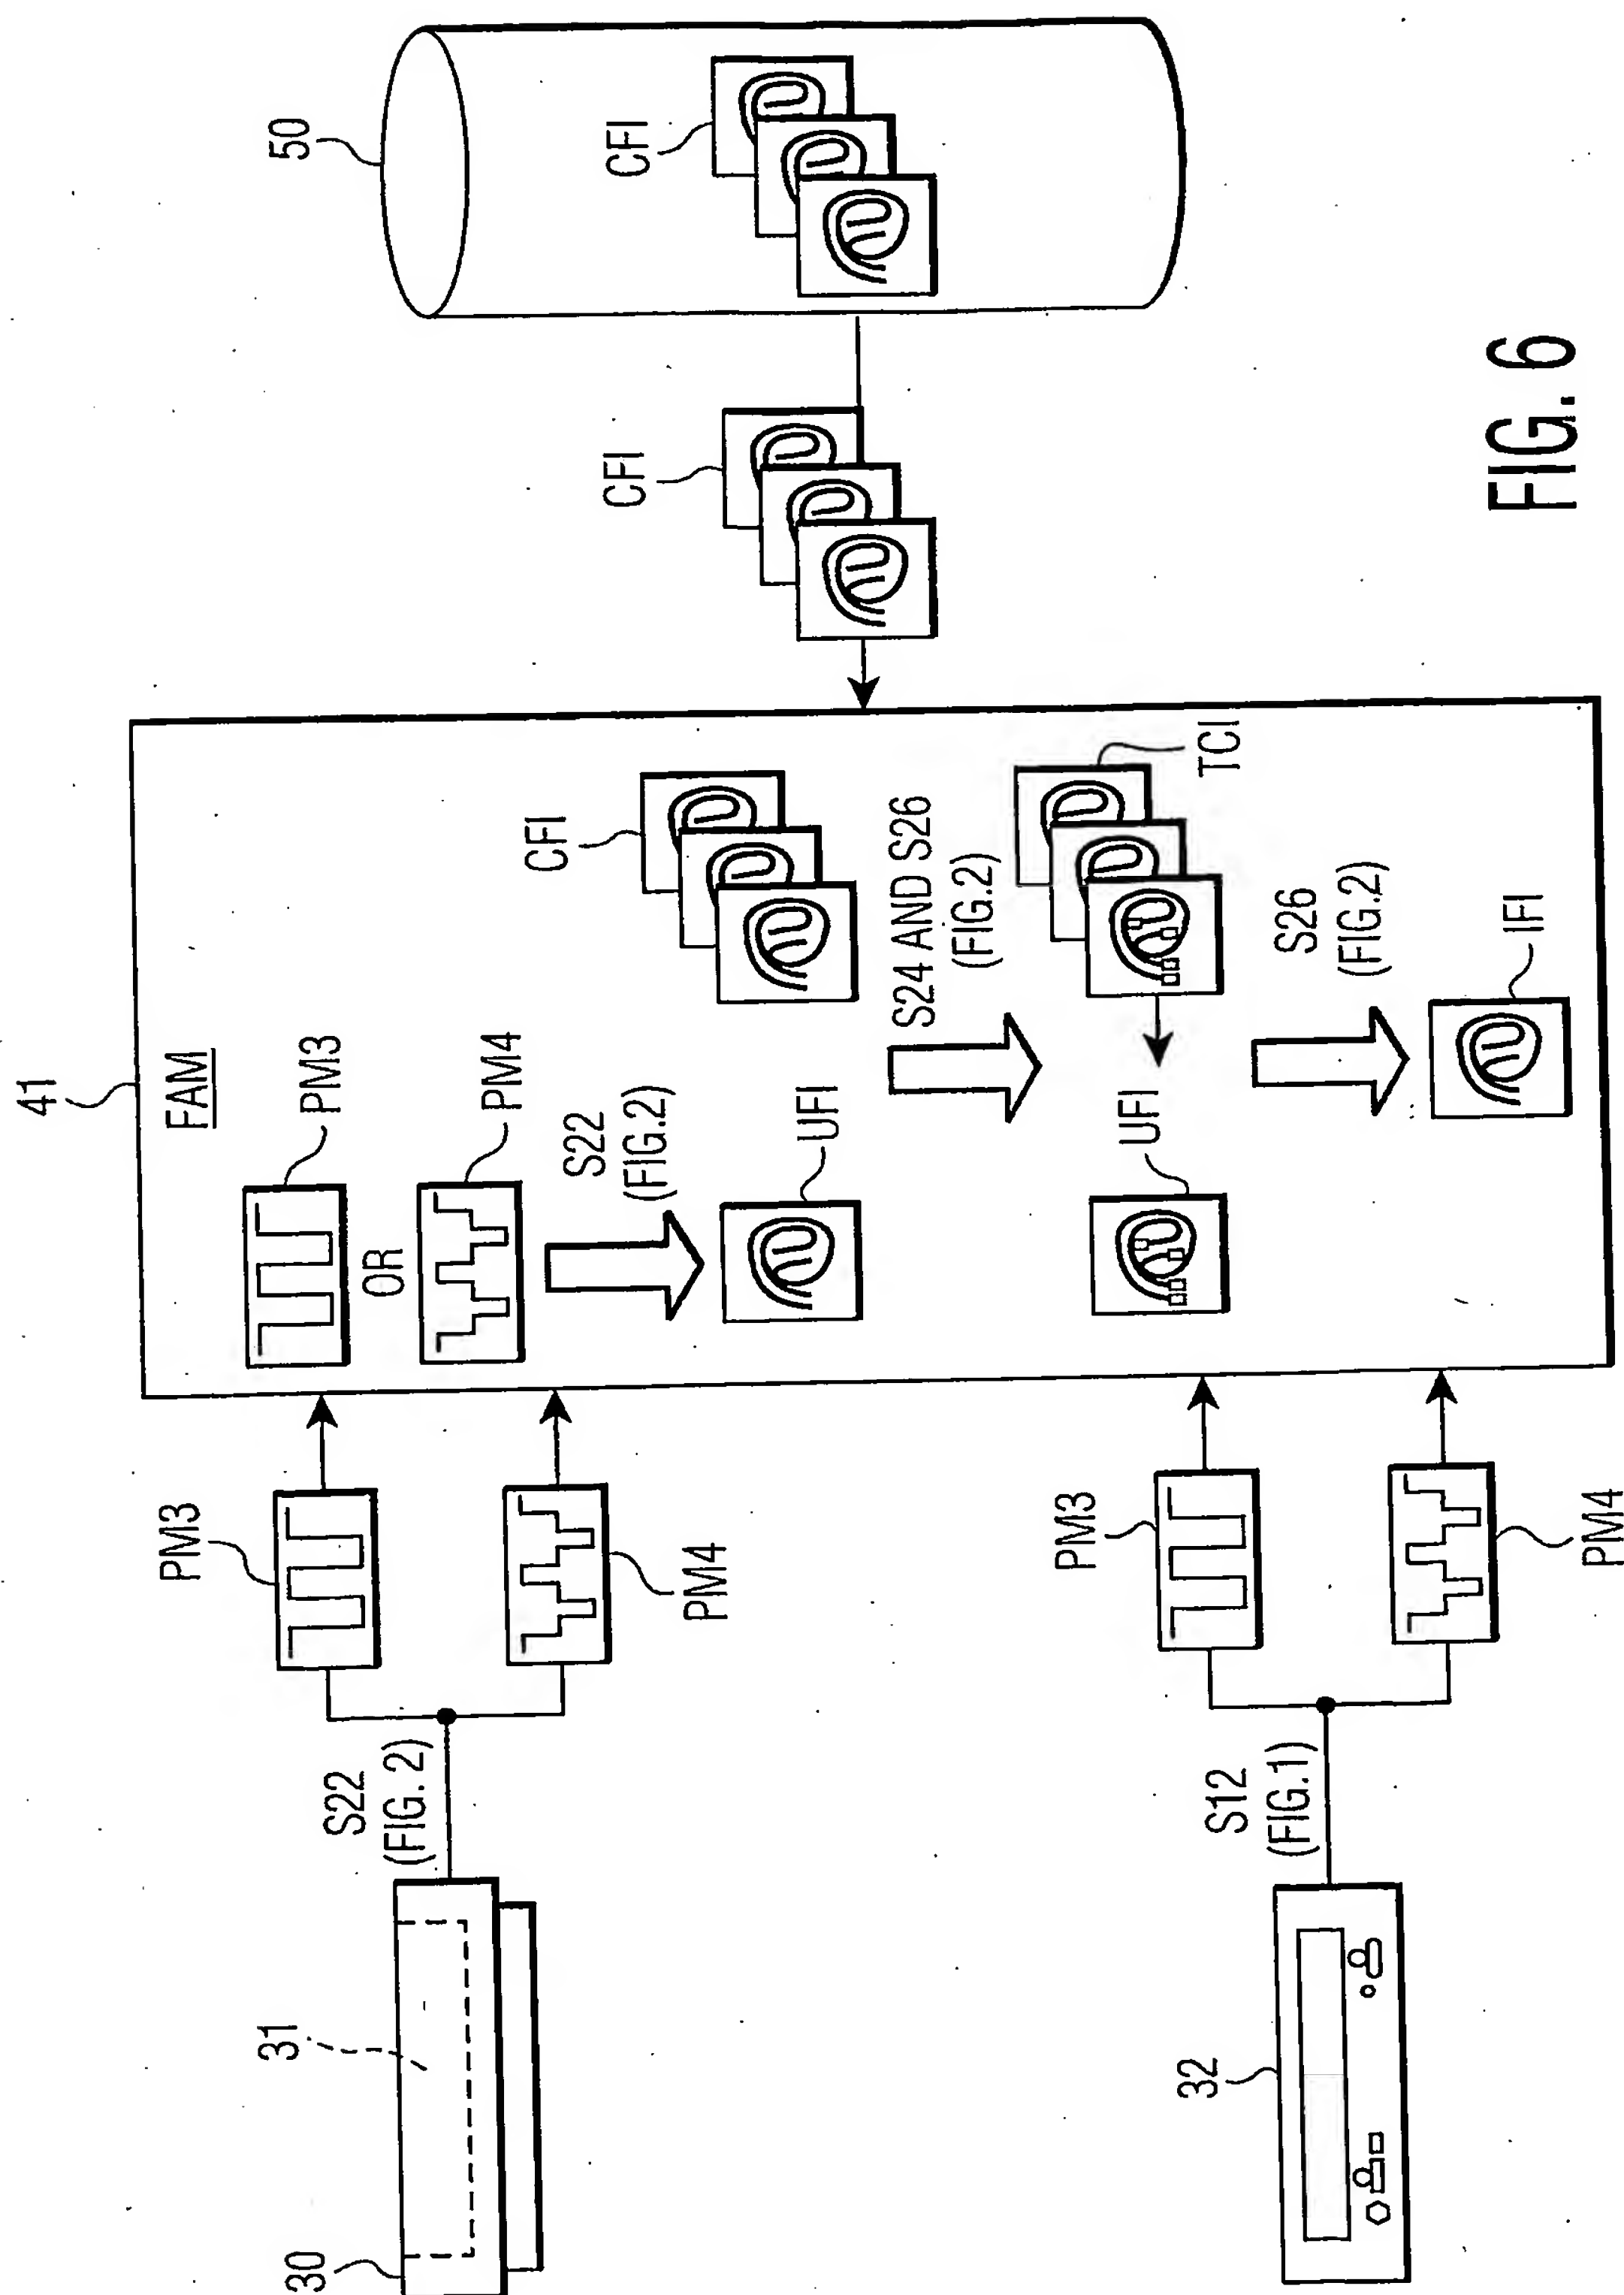 30
31
S22
(FIG. 2)
PM3
PM4
32
S12
(FIG.1)
PM3
PM4
41
FAM
PM3
OR
PM4
S22
(FIG.2)
UFI
CFI
S24 AND S26
(FIG.2)
UFI
TCI
S26
(FIG.2)
IFI
CFI
50
CFI
FIG. 6